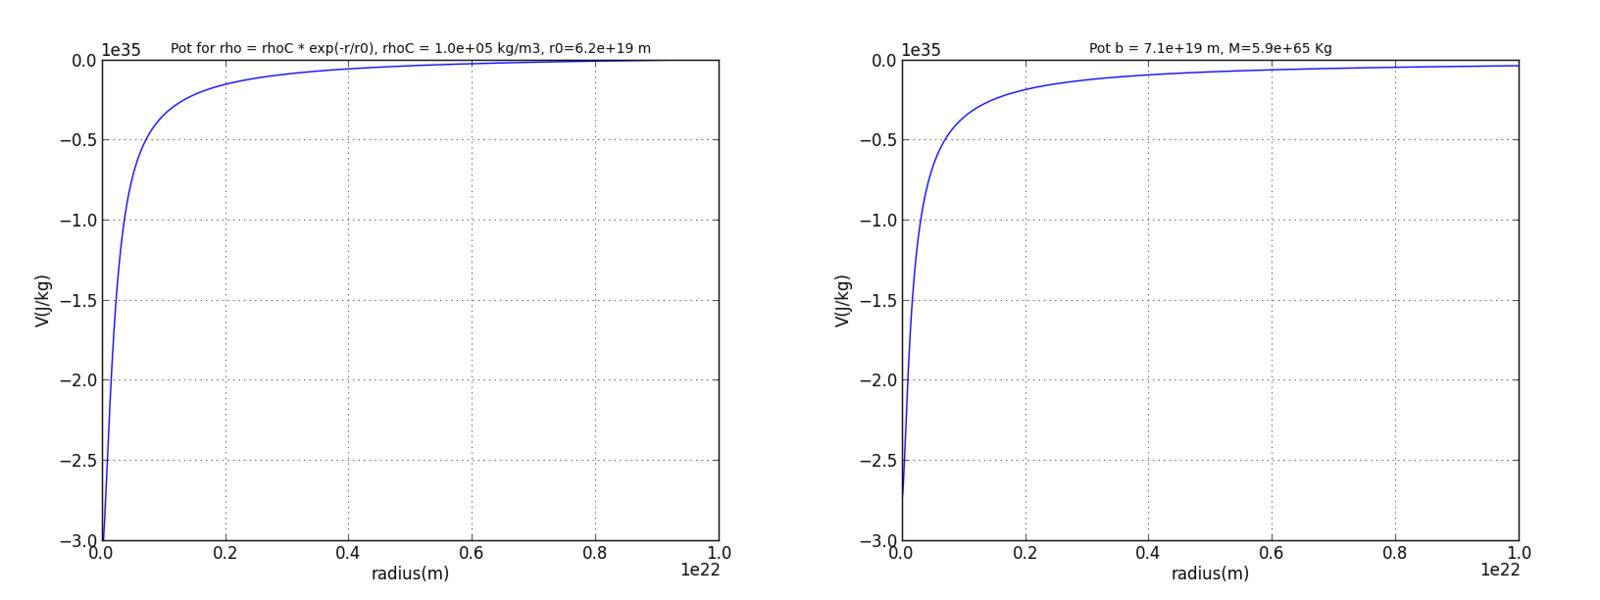 1e35
Pot for rho = rhoC * exp(-r/r0), rhoC = 1.0e+05 kg/m3, r0=6.2e+19 m
0.0
−0.5
−1.0
−1.5
−2.0
−2.5
−3.0
V(J/kg)
0.0 0.2 0.4 0.6 0.8 1.0
radius(m)
1e22
1e35
Pot b = 7.1e+19 m, M=5.9e+65 Kg
0.0
−0.5
−1.0
−1.5
−2.0
−2.5
−3.0
V(J/kg)
0.0 0.2 0.4 0.6 0.8 1.0
radius(m)
1e22